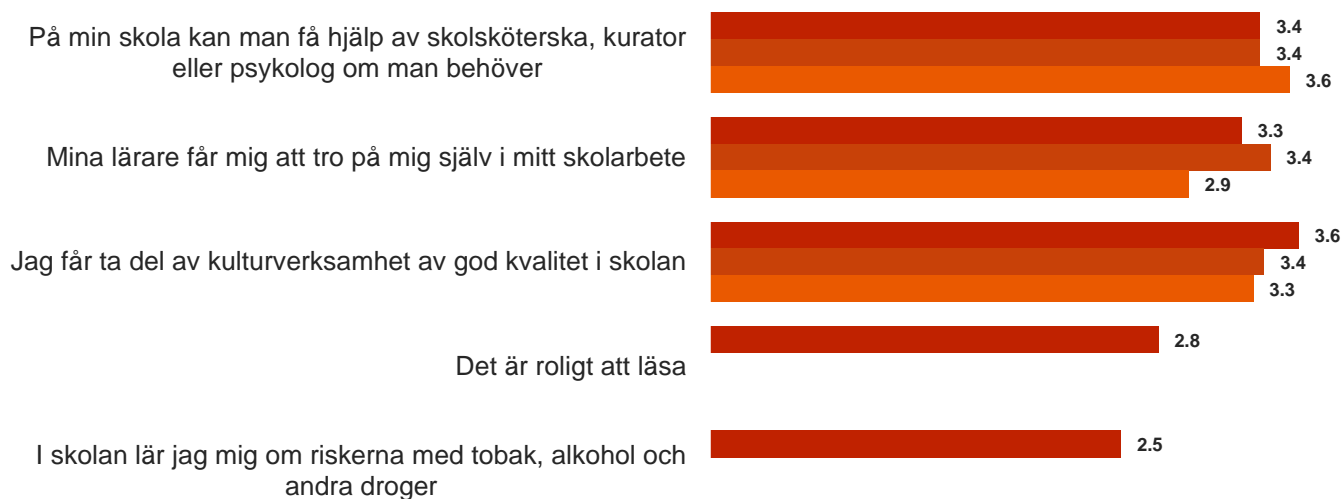 På min skola kan man få hjälp av skolsköterska, kurator
eller psykolog om man behöver
3.4
3.4
3.6
Mina lärare får mig att tro på mig själv i mitt skolarbete
3.3
3.4
2.9
Jag får ta del av kulturverksamhet av god kvalitet i skolan
3.6
3.4
3.3
Det är roligt att läsa
2.8
I skolan lär jag mig om riskerna med tobak, alkohol och
andra droger
2.5